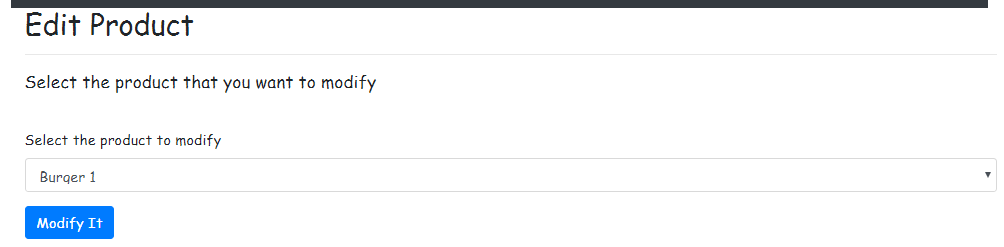 Edit Product
Select the product that you want to modify
Select the product to modify
Burger 1
Modify It